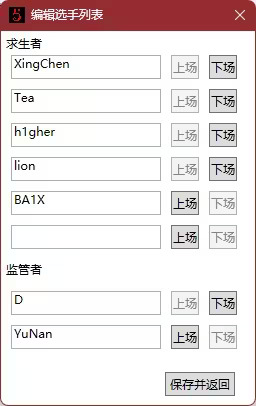 编辑选手列表
求生者
XingChen 上场 下场
Tea 上场 下场
h1gher 上场 下场
lion 上场 下场
BA1X 上场 下场
上场 下场
监管者
D 上场 下场
YuNan 上场 下场
保存并返回